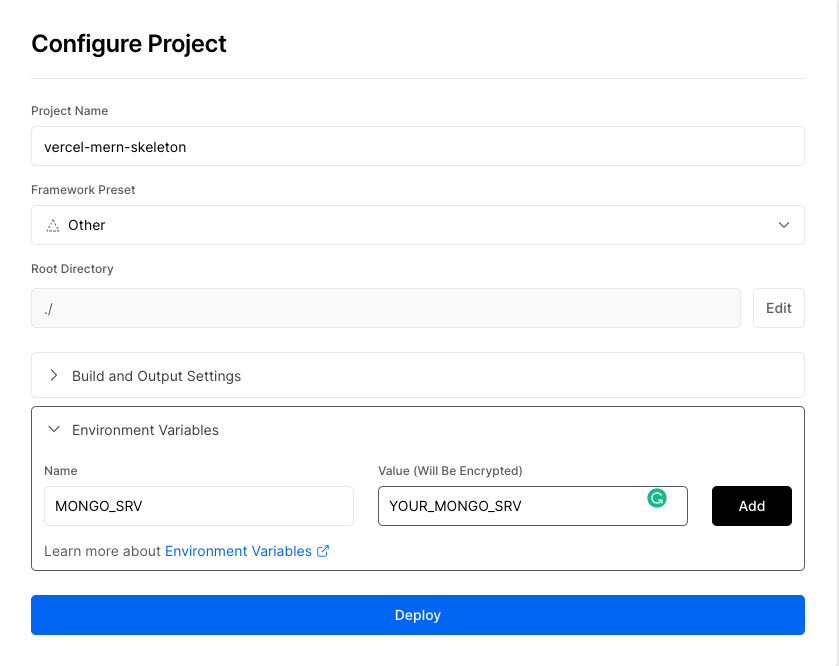 Configure Project
Project Name
vercel-mern-skeleton
Framework Preset
Other
Root Directory
./
Edit
Build and Output Settings
Environment Variables
Name
Value (Will Be Encrypted)
MONGO_SRV
YOUR_MONGO_SRV
Add
Learn more about Environment Variables
Deploy